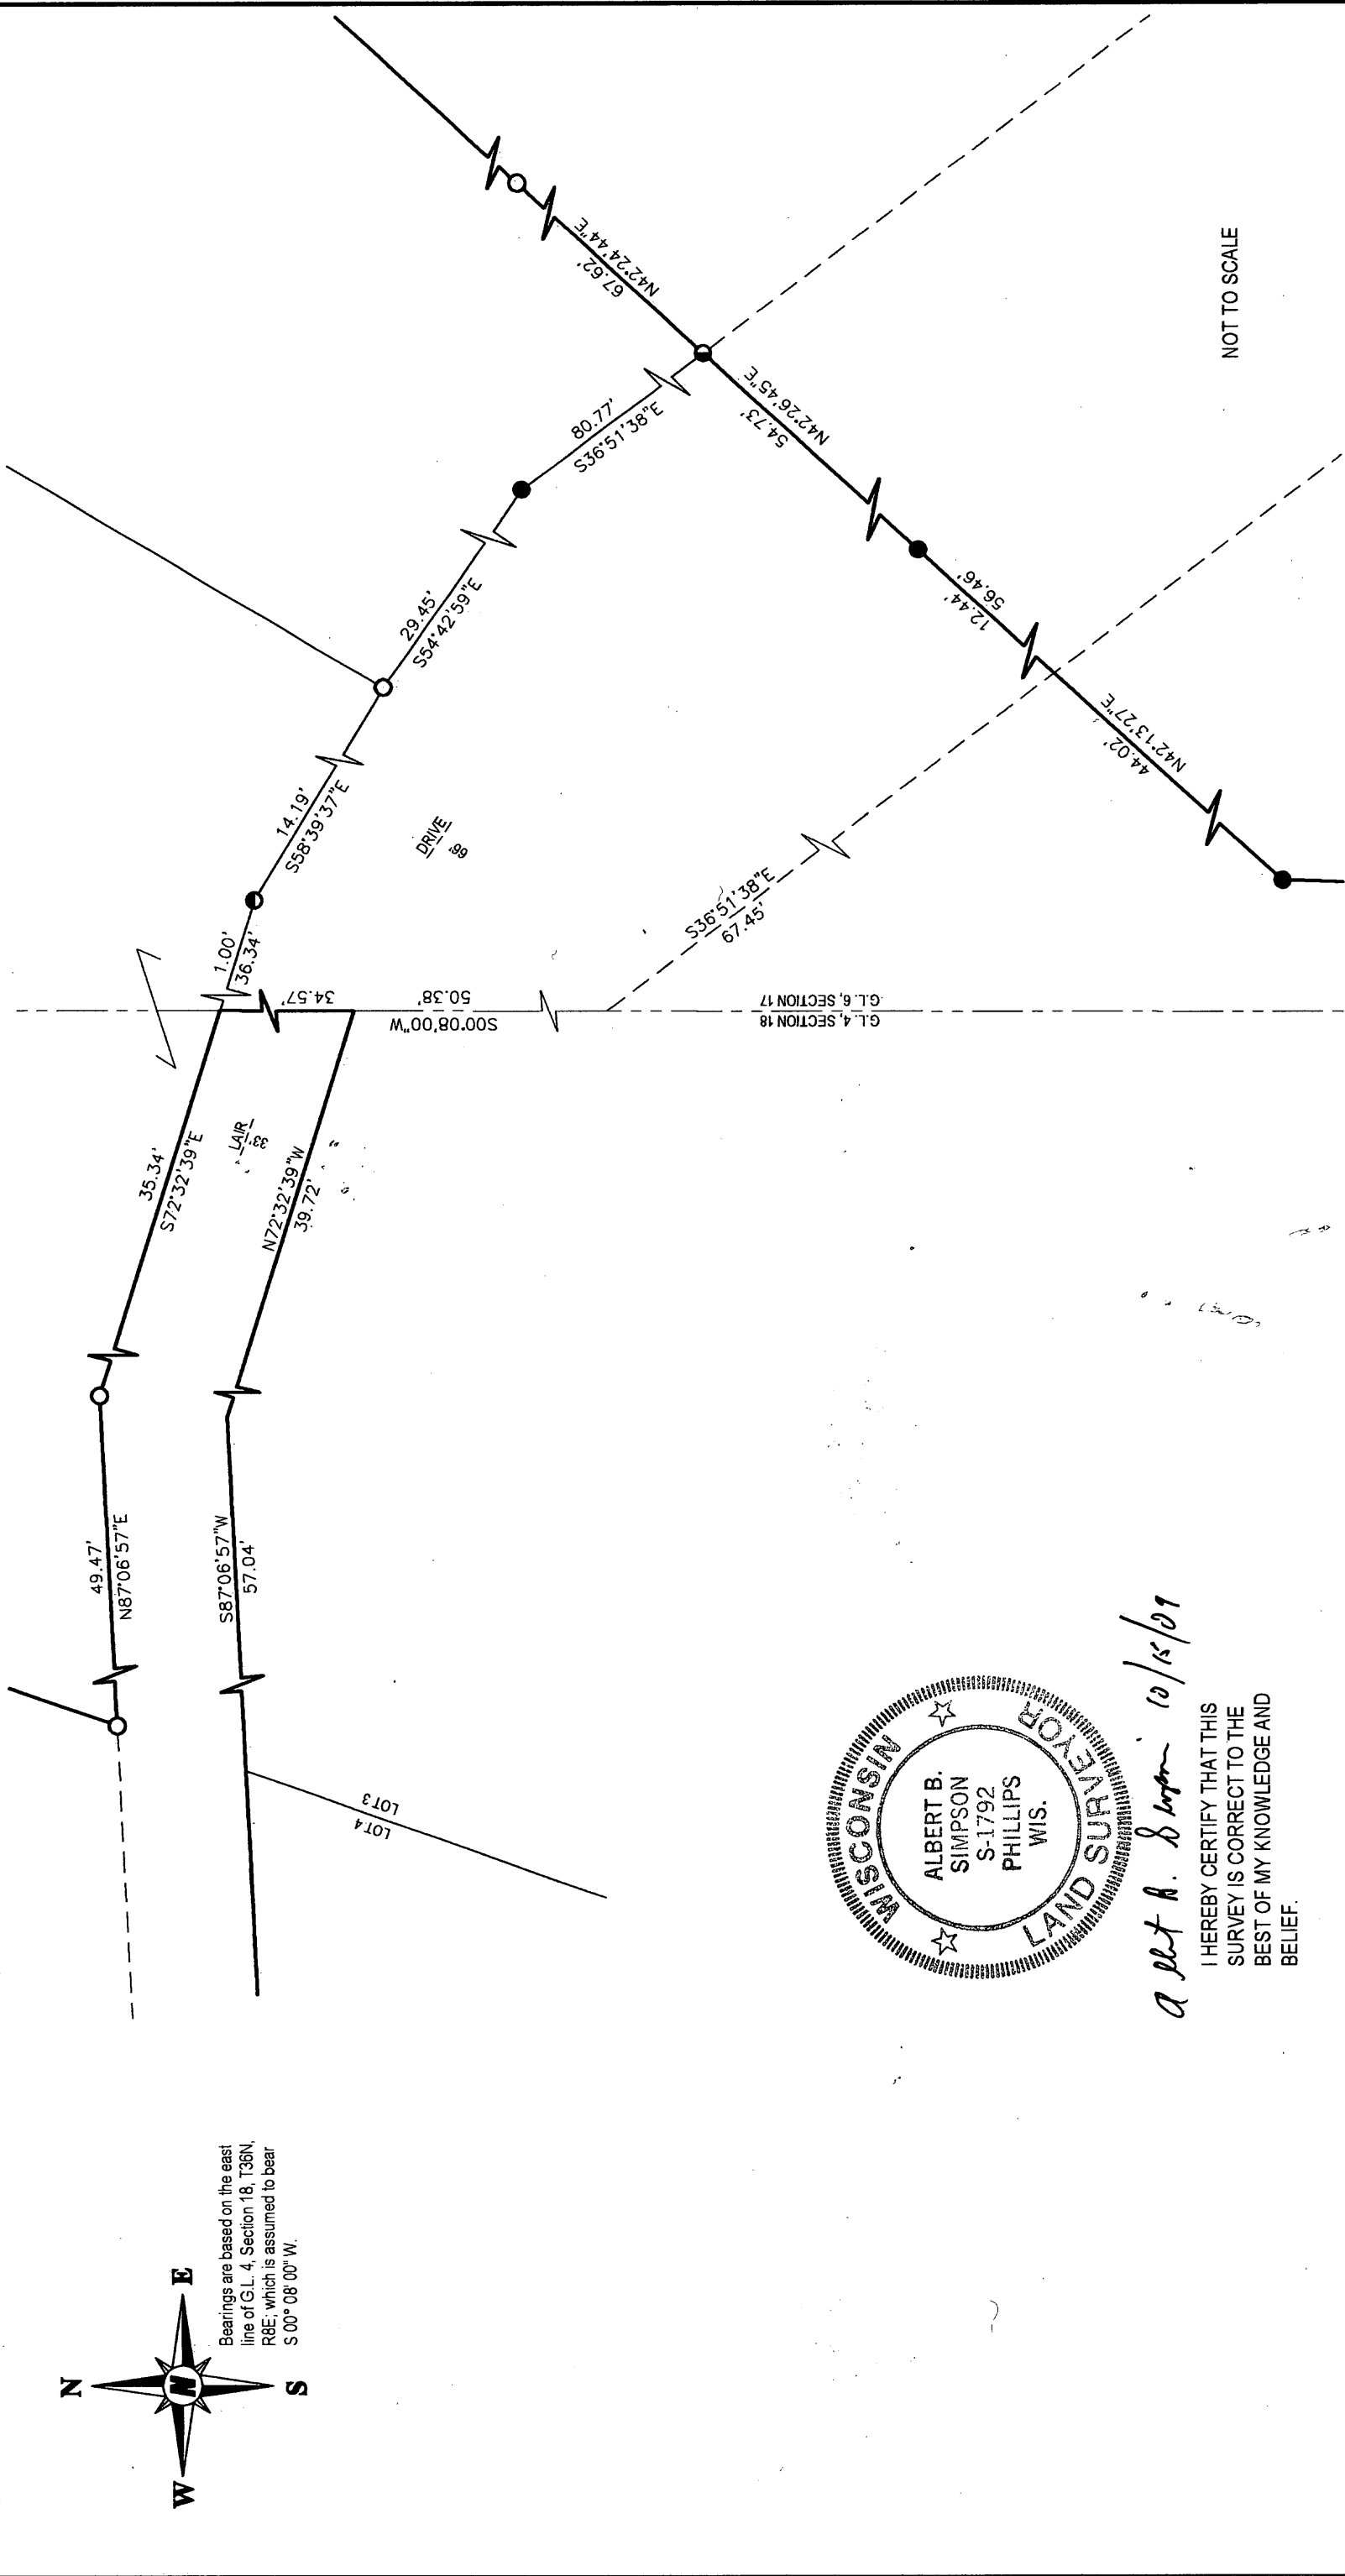 N
W
E
S
N
Bearings are based on the east
line of G.L. 4, Section 18, T36N,
R8E; which is assumed to bear
S 00° 08' 00" W.
49.47'
N87°06'57"E
S87°06'57"W
57.04'
LOT 4
LOT 3
35.34'
S72°32'39"E
LAIR
33'
N72°32'39"W
39.72'
1.00'
36.34'
34.57'
50.38'
S00°08'00"W
G.L. 4, SECTION 18
G.L. 6, SECTION 17
14.19'
S58°39'37"E
DRIVE
66'
29.45'
S54°42'59"E
80.77'
S36°51'38"E
S36°51'38"E
67.45'
67.62'
N42°24'44"E
54.73'
N42°26'45"E
12.44'
56.46'
44.02'
N42°13'27"E
NOT TO SCALE
WISCONSIN
ALBERT B.
SIMPSON
S-1792
PHILLIPS
WIS.
LAND SURVEYOR
Albert B. Simpson 10/15/09
I HEREBY CERTIFY THAT THIS
SURVEY IS CORRECT TO THE
BEST OF MY KNOWLEDGE AND
BELIEF.